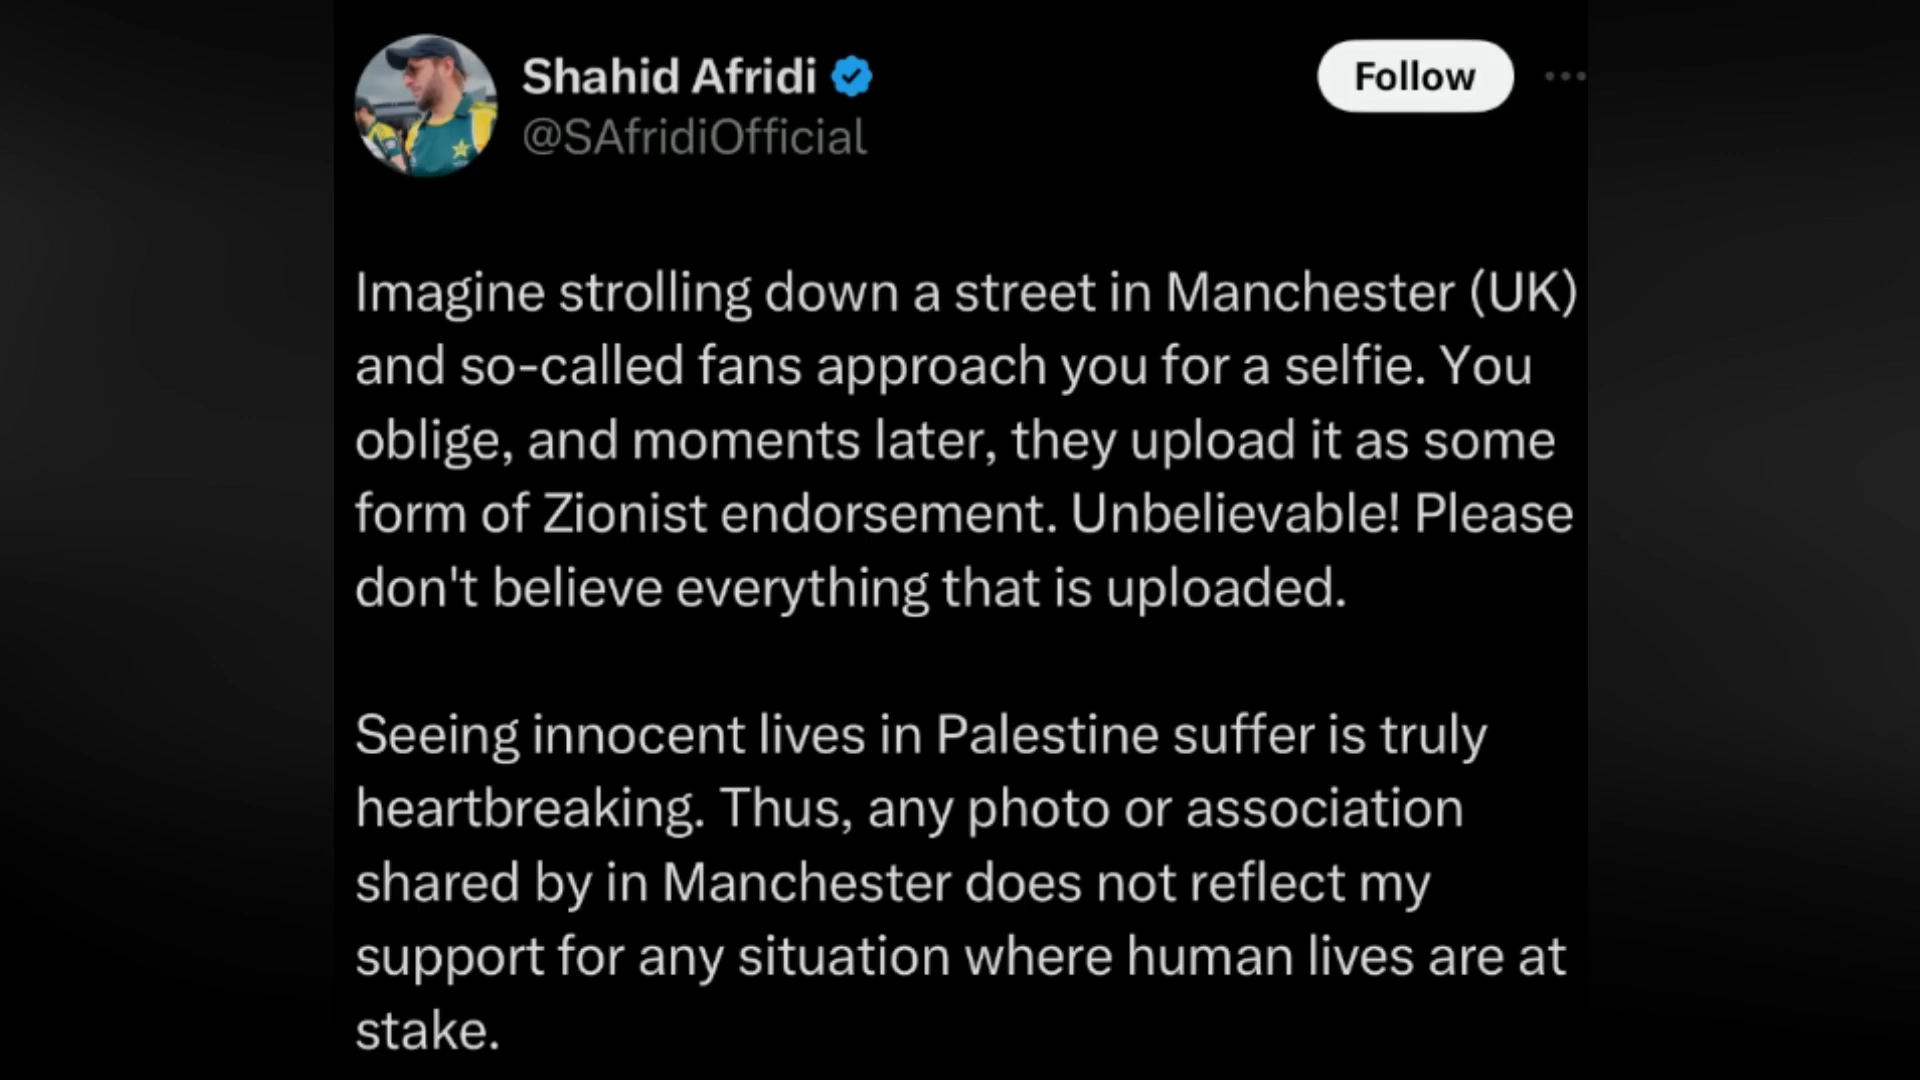 Shahid Afridi
@SAfridiOfficial
Follow
Imagine strolling down a street in Manchester (UK)
and so-called fans approach you for a selfie. You
oblige, and moments later, they upload it as some
form of Zionist endorsement. Unbelievable! Please
don't believe everything that is uploaded.
Seeing innocent lives in Palestine suffer is truly
heartbreaking. Thus, any photo or association
shared by in Manchester does not reflect my
support for any situation where human lives are at
stake.